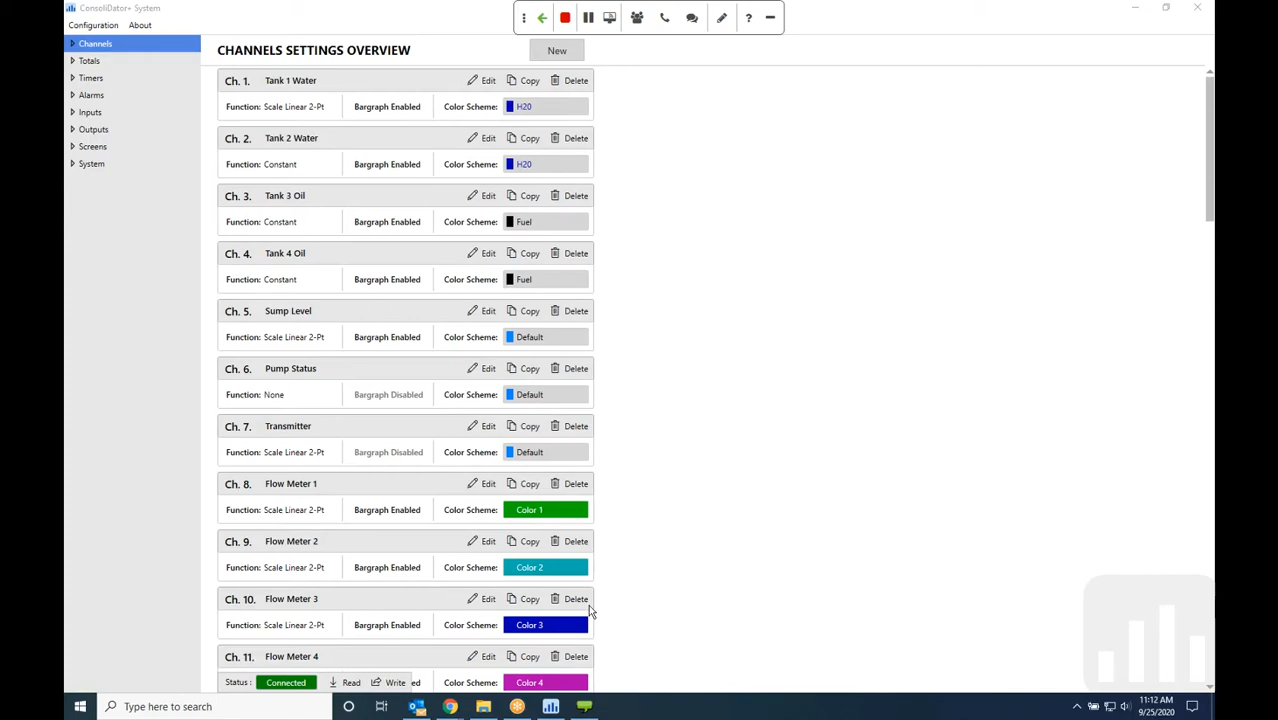 ConsoliDator+ System
Configuration About
Channels
Totals
Timers
Alarms
Inputs
Outputs
Screens
System
CHANNELS SETTINGS OVERVIEW New
Ch. 1. Tank 1 Water Edit Copy Delete
Function: Scale Linear 2-Pt Bargraph Enabled Color Scheme: H20
Ch. 2. Tank 2 Water Edit Copy Delete
Function: Constant Bargraph Enabled Color Scheme: H20
Ch. 3. Tank 3 Oil Edit Copy Delete
Function: Constant Bargraph Enabled Color Scheme: Fuel
Ch. 4. Tank 4 Oil Edit Copy Delete
Function: Constant Bargraph Enabled Color Scheme: Fuel
Ch. 5. Sump Level Edit Copy Delete
Function: Scale Linear 2-Pt Bargraph Enabled Color Scheme: Default
Ch. 6. Pump Status Edit Copy Delete
Function: None Bargraph Disabled Color Scheme: Default
Ch. 7. Transmitter Edit Copy Delete
Function: Scale Linear 2-Pt Bargraph Disabled Color Scheme: Default
Ch. 8. Flow Meter 1 Edit Copy Delete
Function: Scale Linear 2-Pt Bargraph Enabled Color Scheme: Color 1
Ch. 9. Flow Meter 2 Edit Copy Delete
Function: Scale Linear 2-Pt Bargraph Enabled Color Scheme: Color 2
Ch. 10. Flow Meter 3 Edit Copy Delete
Function: Scale Linear 2-Pt Bargraph Enabled Color Scheme: Color 3
Ch. 11. Flow Meter 4 Edit Copy Delete
Status : Connected Read Write ed Color Scheme: Color 4
Type here to search
11:12 AM
9/25/2020